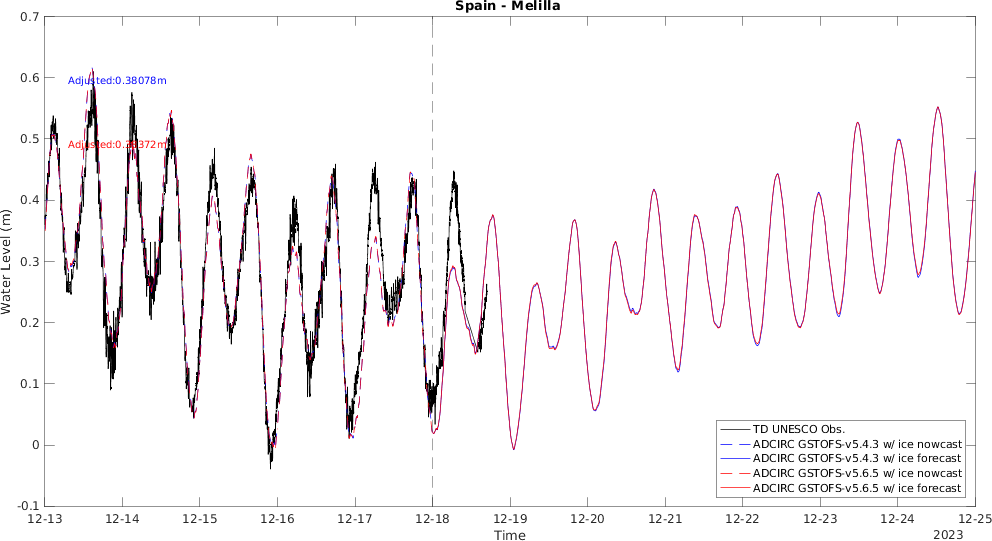 Spain - Melilla
0.7
0.6
0.5
0.4
0.3
0.2
0.1
0
-0.1
Water Level (m)
Adjusted:0.38078m
12-13 12-14 12-15 12-16 12-17 12-18 12-19 12-20 12-21 12-22 12-23 12-24 12-25
Time
2023
TD UNESCO Obs.
ADCIRC GSTOFS-v5.4.3 w/ ice nowcast
ADCIRC GSTOFS-v5.4.3 w/ ice forecast
ADCIRC GSTOFS-v5.6.5 w/ ice nowcast
ADCIRC GSTOFS-v5.6.5 w/ ice forecast